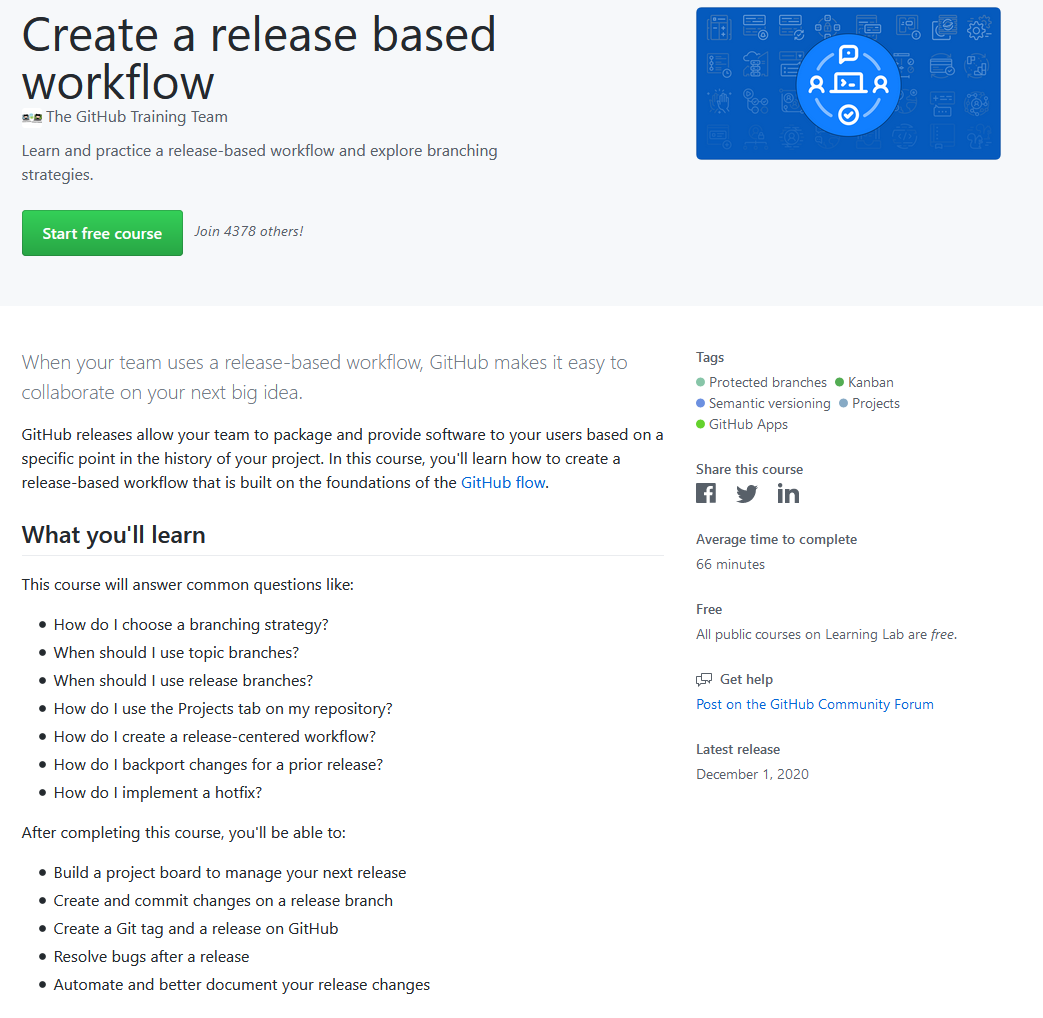 Create a release based
workflow
The GitHub Training Team
Learn and practice a release-based workflow and explore branching
strategies.
Start free course
Join 4378 others!
When your team uses a release-based workflow, GitHub makes it easy to
collaborate on your next big idea.
GitHub releases allow your team to package and provide software to your users based on a
specific point in the history of your project. In this course, you'll learn how to create a
release-based workflow that is built on the foundations of the GitHub flow.
What you'll learn
This course will answer common questions like:
• How do I choose a branching strategy?
• When should I use topic branches?
• When should I use release branches?
• How do I use the Projects tab on my repository?
• How do I create a release-centered workflow?
• How do I backport changes for a prior release?
• How do I implement a hotfix?
After completing this course, you'll be able to:
• Build a project board to manage your next release
• Create and commit changes on a release branch
• Create a Git tag and a release on GitHub
• Resolve bugs after a release
• Automate and better document your release changes
Tags
Protected branches Kanban
Semantic versioning Projects
GitHub Apps
Share this course
Average time to complete
66 minutes
Free
All public courses on Learning Lab are free.
Get help
Post on the GitHub Community Forum
Latest release
December 1, 2020